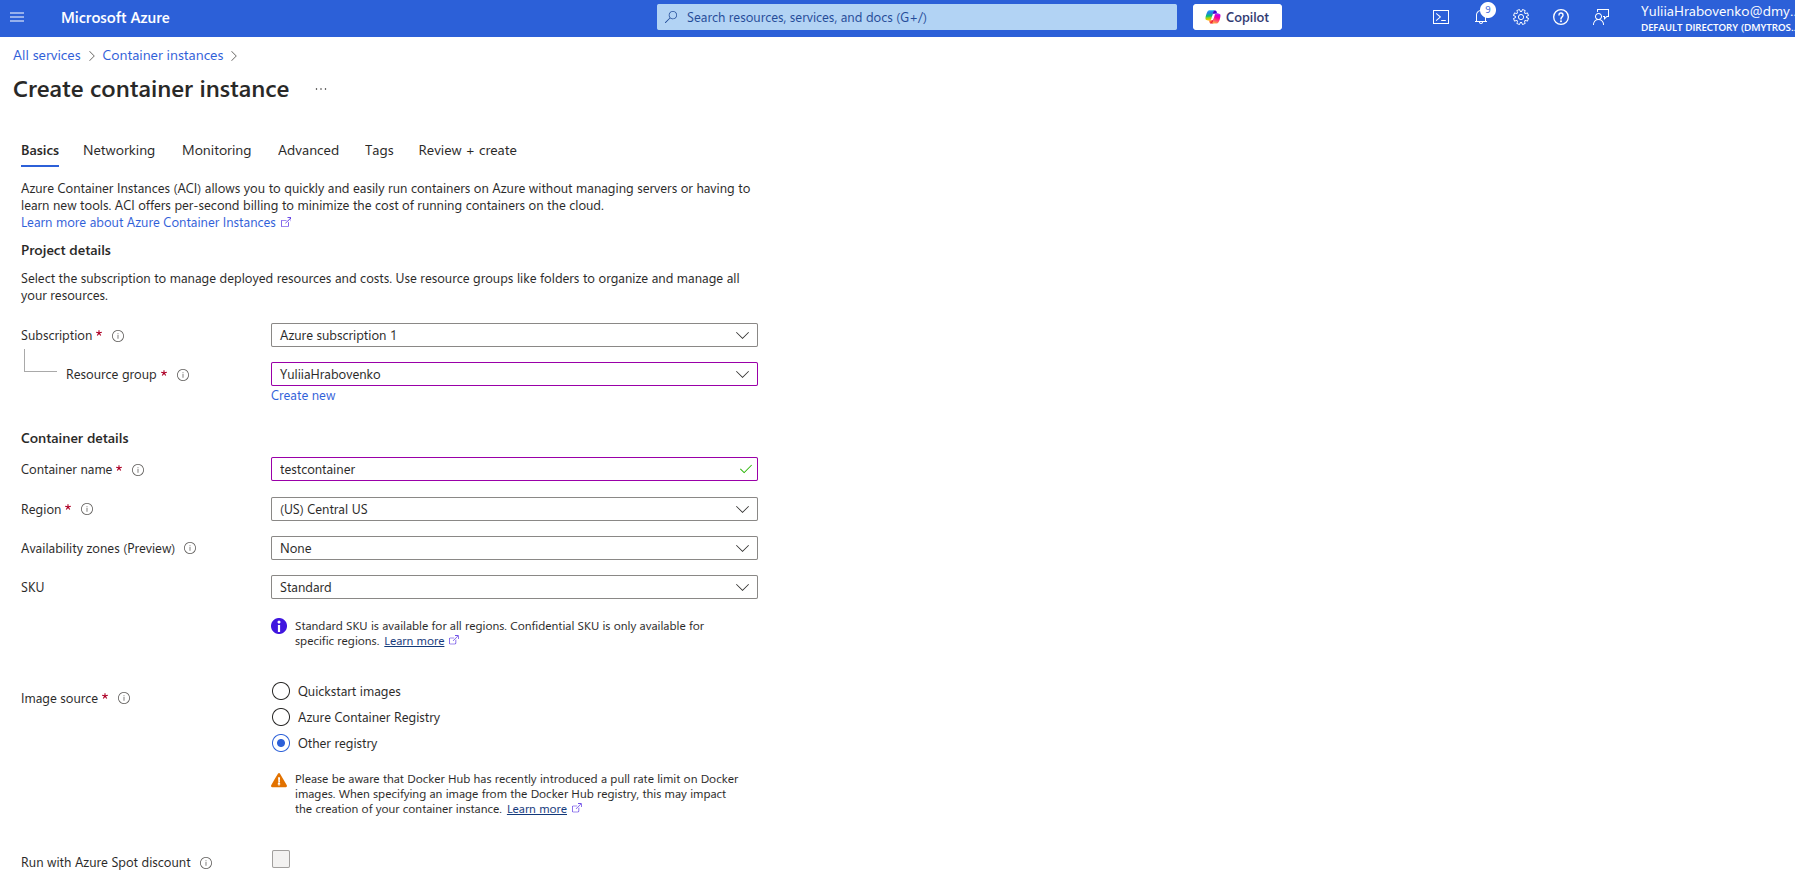 Microsoft Azure
Search resources, services, and docs (G+/)
Copilot
9
YuliiaHrabovenko@dmy...
DEFAULT DIRECTORY (DMYTROS...
All services > Container instances >
Create container instance ...
Basics Networking Monitoring Advanced Tags Review + create
Azure Container Instances (ACI) allows you to quickly and easily run containers on Azure without managing servers or having to
learn new tools. ACI offers per-second billing to minimize the cost of running containers on the cloud.
Learn more about Azure Container Instances
Project details
Select the subscription to manage deployed resources and costs. Use resource groups like folders to organize and manage all
your resources.
Subscription *
Azure subscription 1
Resource group *
YuliiaHrabovenko
Create new
Container details
Container name *
testcontainer
Region *
(US) Central US
Availability zones (Preview)
None
SKU
Standard
Standard SKU is available for all regions. Confidential SKU is only available for
specific regions. Learn more
Image source *
Quickstart images
Azure Container Registry
Other registry
Please be aware that Docker Hub has recently introduced a pull rate limit on Docker
images. When specifying an image from the Docker Hub registry, this may impact
the creation of your container instance. Learn more
Run with Azure Spot discount